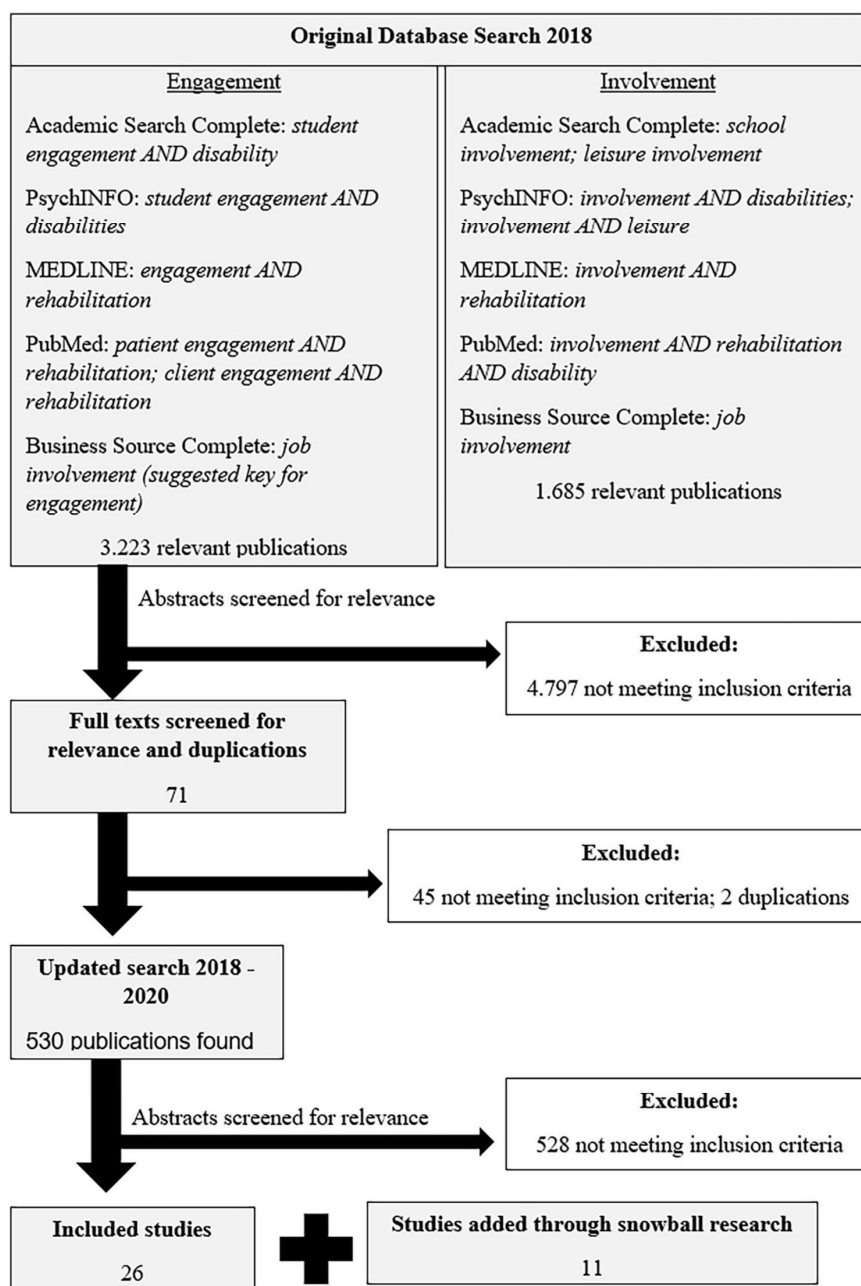 Original Database Search 2018
Engagement
Academic Search Complete: student
engagement AND disability
PsychINFO: student engagement AND
disabilities
MEDLINE: engagement AND
rehabilitation
PubMed: patient engagement AND
rehabilitation; client engagement AND
rehabilitation
Business Source Complete: job
involvement (suggested key for
engagement)
3.223 relevant publications
Involvement
Academic Search Complete: school
involvement; leisure involvement
PsychINFO: involvement AND disabilities;
involvement AND leisure
MEDLINE: involvement AND
rehabilitation
PubMed: involvement AND rehabilitation
AND disability
Business Source Complete: job
involvement
1.685 relevant publications
Abstracts screened for relevance
Excluded:
4.797 not meeting inclusion criteria
Full texts screened for
relevance and duplications
71
Excluded:
45 not meeting inclusion criteria; 2 duplications
Updated search 2018 -
2020
530 publications found
Abstracts screened for relevance
Excluded:
528 not meeting inclusion criteria
Included studies
26
Studies added through snowball research
11